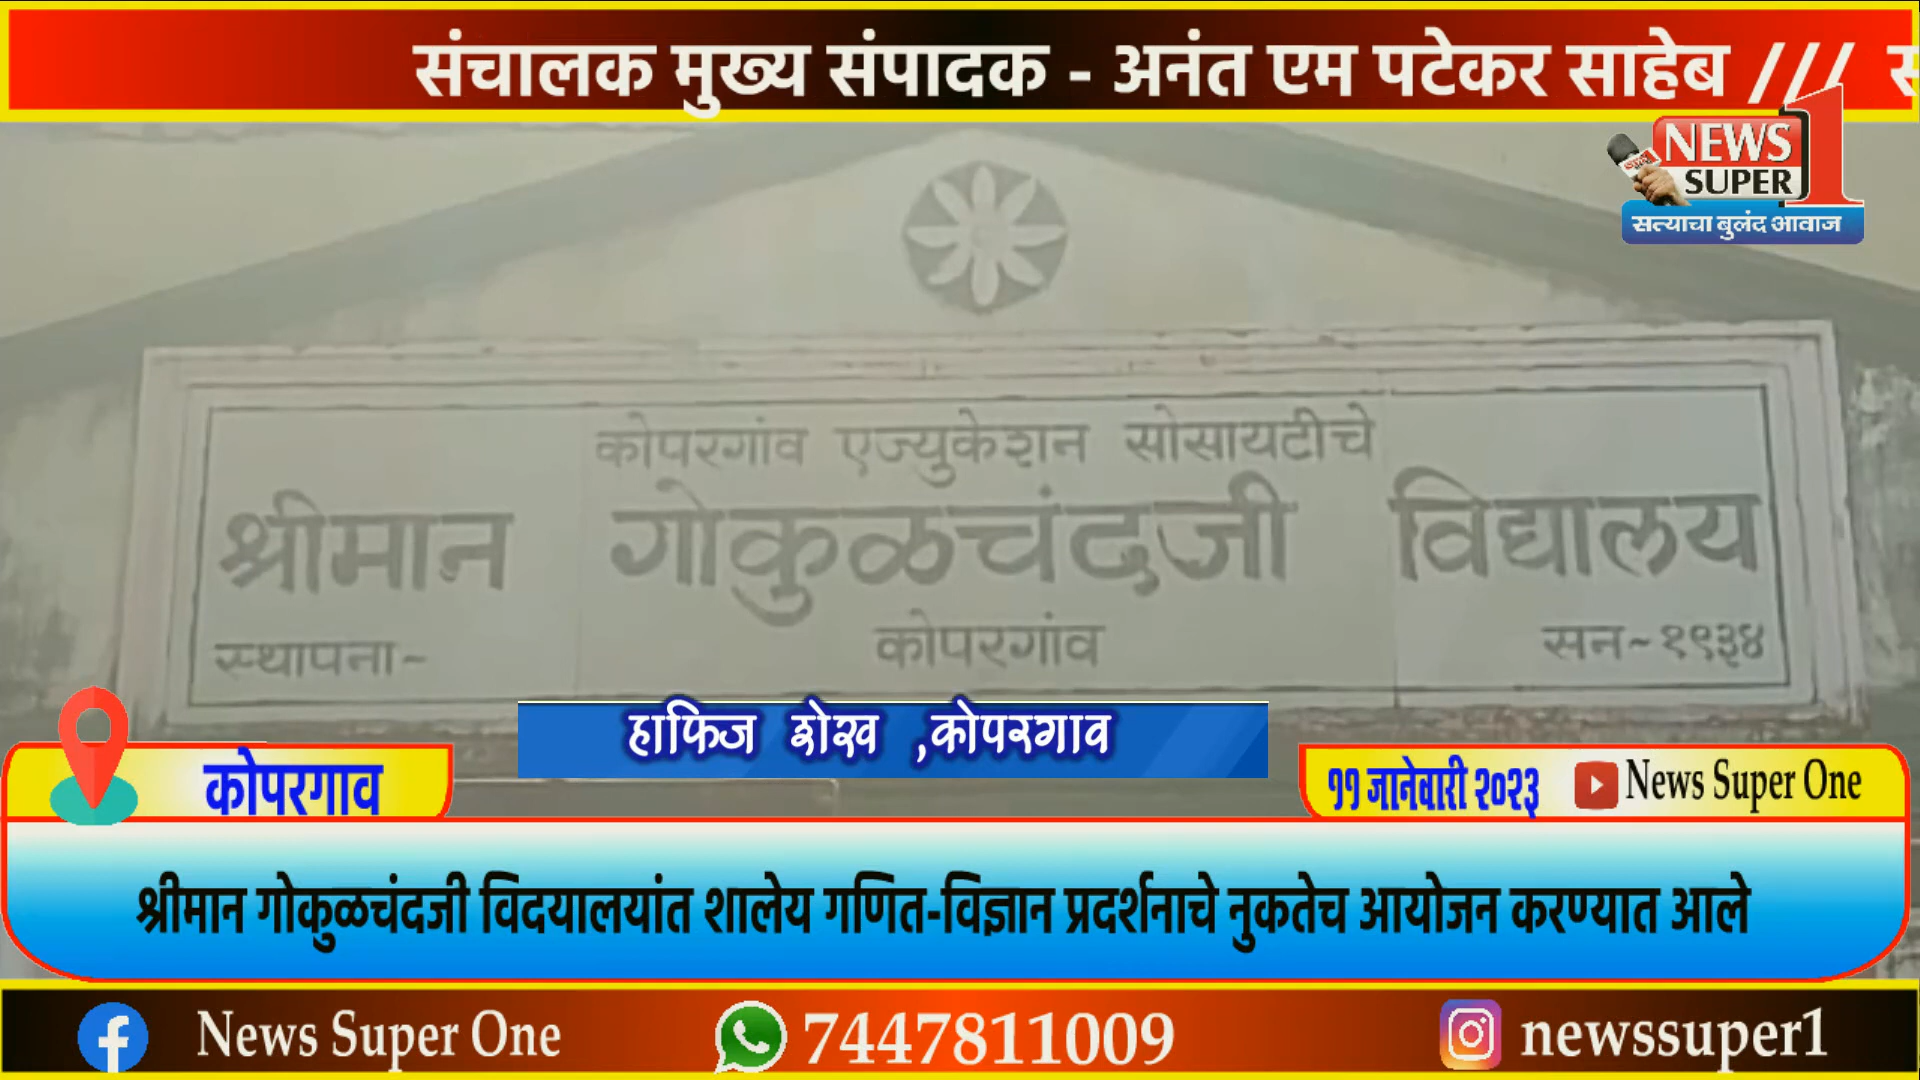 संचालक मुख्य संपादक - अनंत एम पटेकर साहेब ///
NEWS 1
SUPER
सत्याचा बुलंद आवाज
कोपरगांव एज्युकेशन सोसायटीचे
श्रीमान गोकुळचंदजी विद्यालय
कोपरगांव
स्थापना~ सन~१९३४
हाफिज शेख ,कोपरगाव
कोपरगाव
११ जानेवारी २०२३ News Super One
श्रीमान गोकुळचंदजी विदयालयांत शालेय गणित-विज्ञान प्रदर्शनाचे नुकतेच आयोजन करण्यात आले
News Super One 7447811009 newssuper1